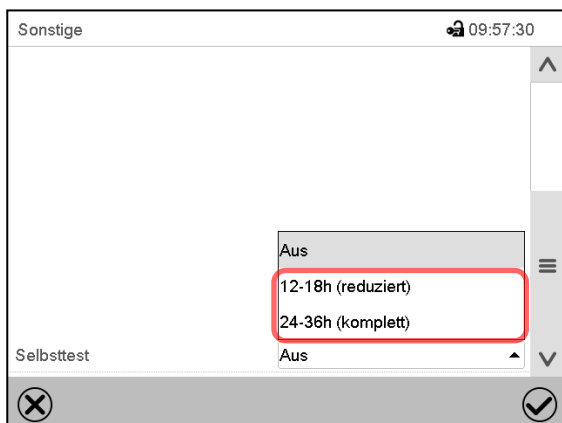 Sonstige 09:57:30
Aus
12-18h (reduziert)
24-36h (komplett)
Selbsttest Aus